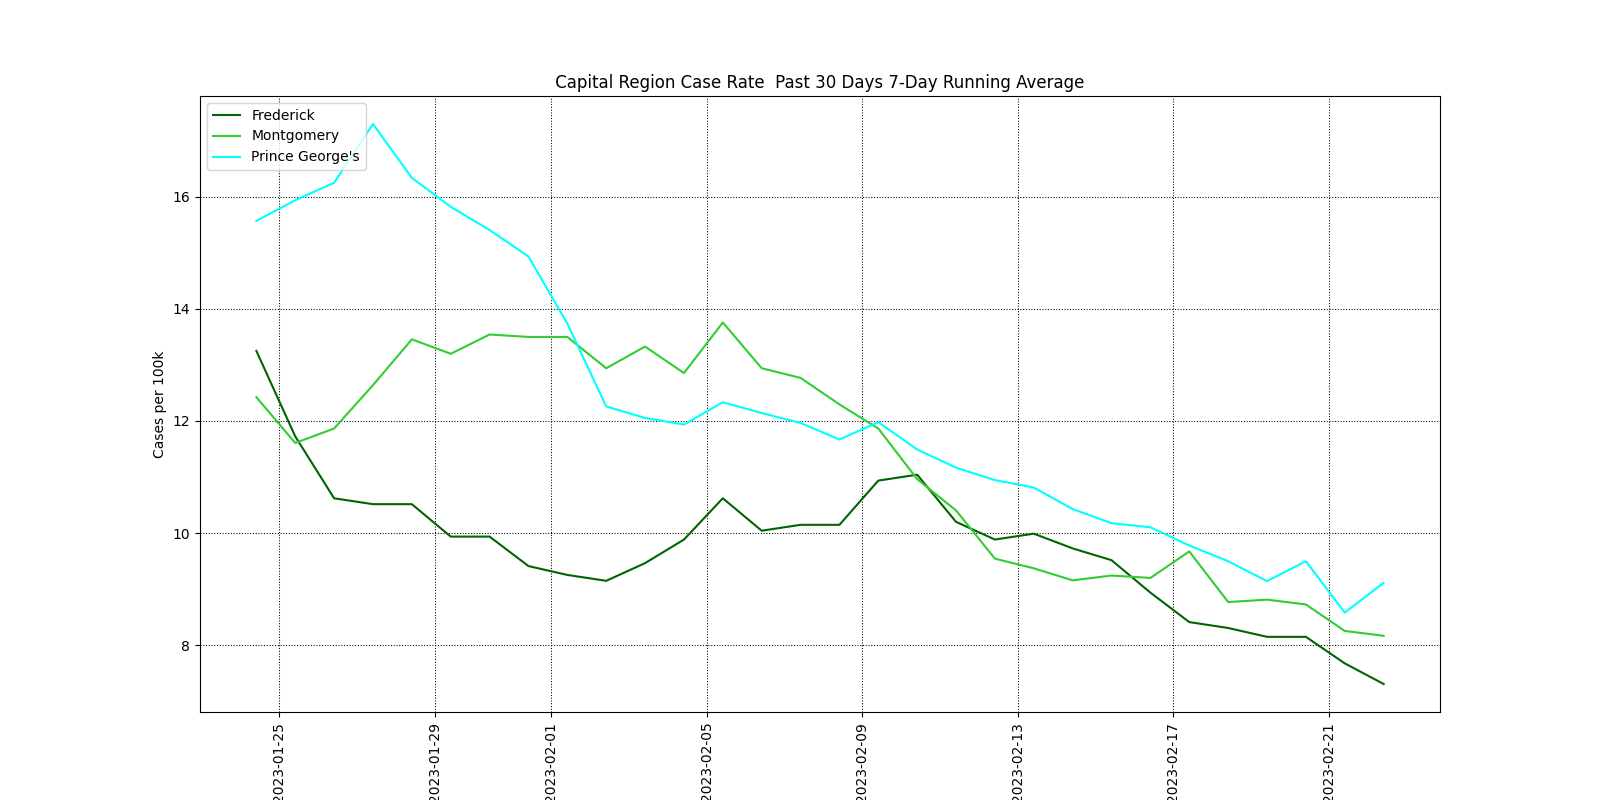 Capital Region Case Rate  Past 30 Days 7-Day Running Average
Frederick
Montgomery
Prince George's
Cases per 100k
16
14
12
10
8
2023-01-25
2023-01-29
2023-02-01
2023-02-05
2023-02-09
2023-02-13
2023-02-17
2023-02-21